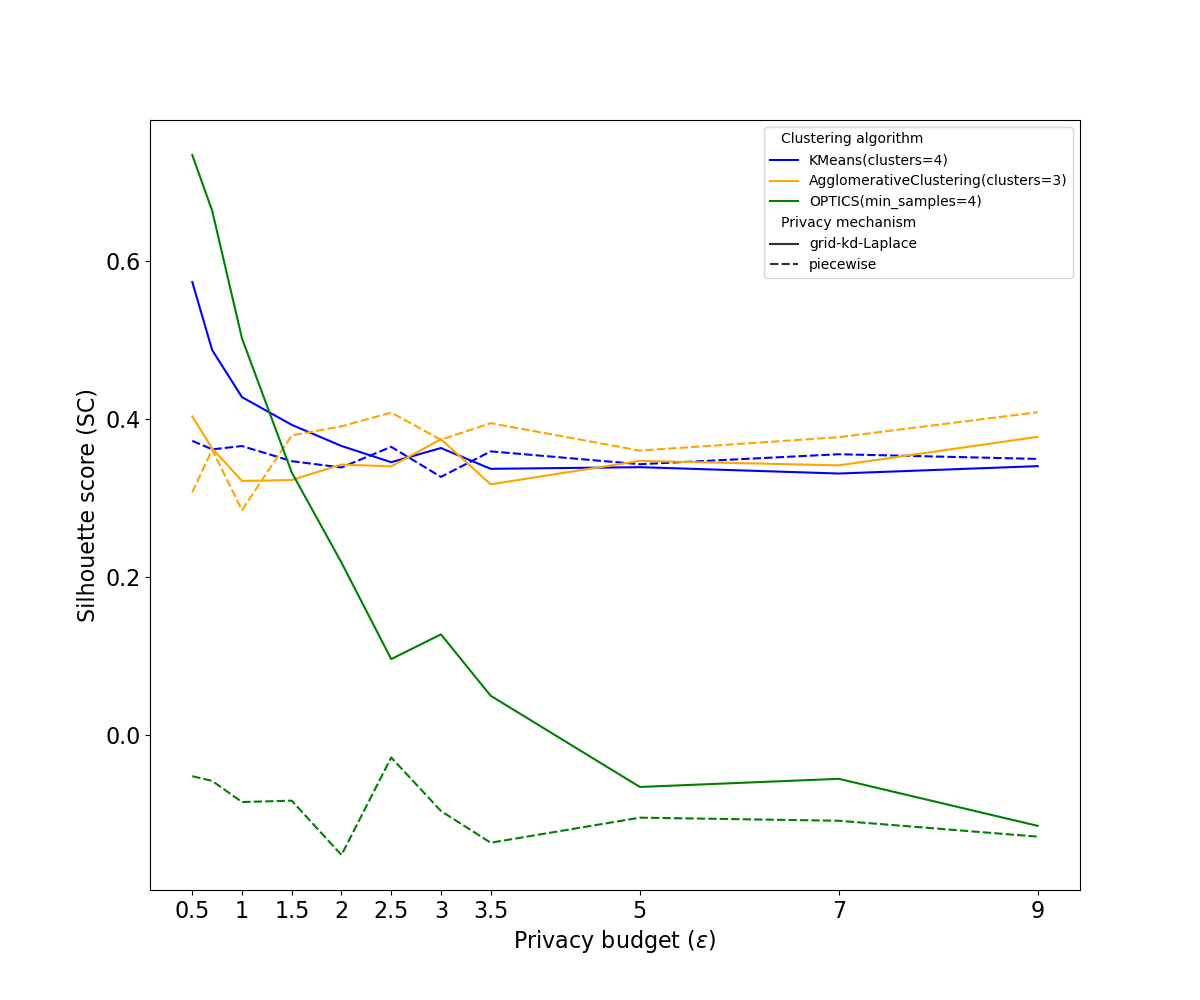 Clustering algorithm
KMeans(clusters=4)
AgglomerativeClustering(clusters=3)
OPTICS(min_samples=4)
Privacy mechanism
grid-kd-Laplace
piecewise
Silhouette score (SC)
0.6
0.4
0.2
0.0
0.5 1 1.5 2 2.5 3 3.5 5 7 9
Privacy budget (ε)